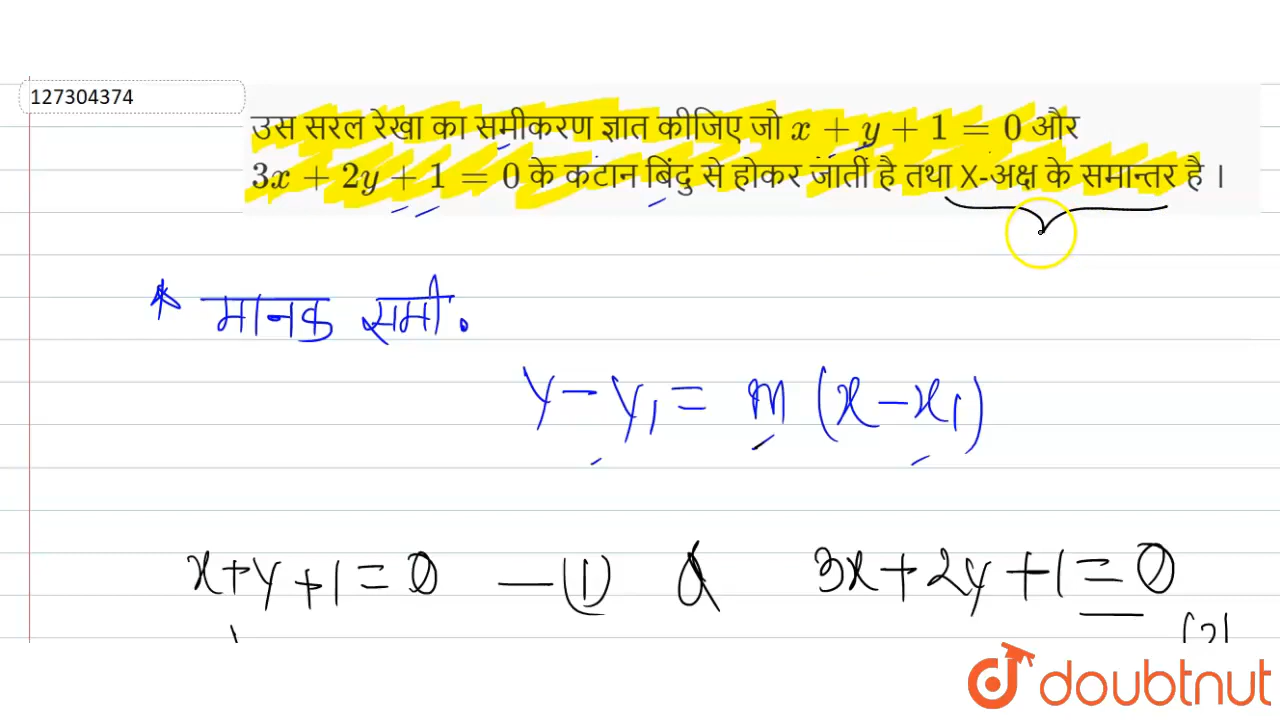 127304374
उस सरल रेखा का समीकरण ज्ञात कीजिए जो x + y + 1 = 0 और
3x + 2y + 1 = 0 के कटान बिंदु से होकर जातीं है तथा X-अक्ष के समान्तर है ।
* मानक समी.
y - y₁ = m (x - x₁)
x+y+1=0 —(1) & 3x+2y+1=0
(2)
doubtnut